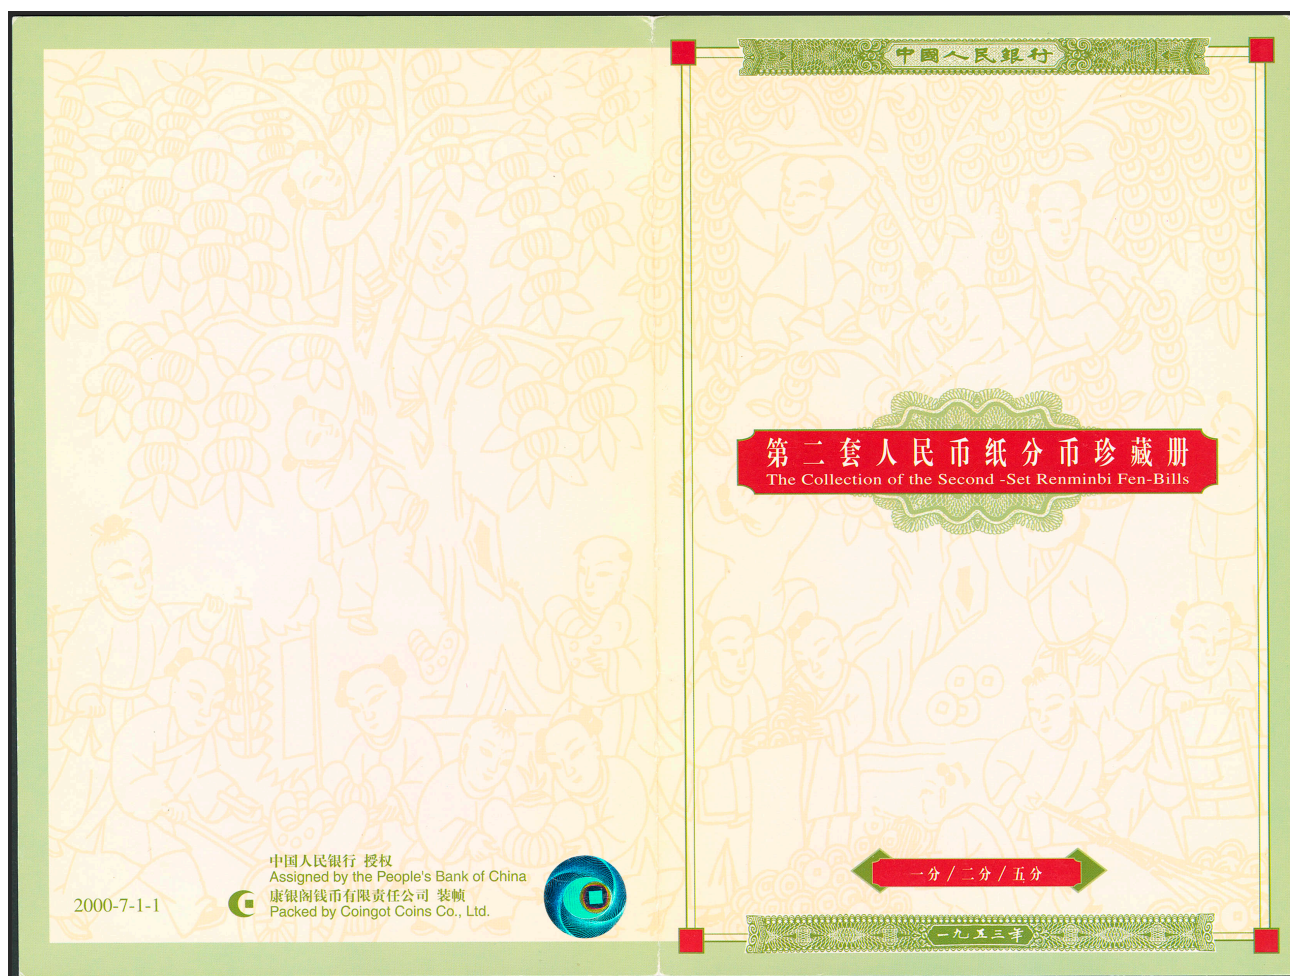 中國人民銀行
第二套人民币纸分币珍藏册
The Collection of the Second -Set Renminbi Fen-Bills
一分/二分/五分
一九五三年
中国人民银行 授权
Assigned by the People's Bank of China
康银阁钱币有限责任公司 装帧
Packed by Coingot Coins Co., Ltd.
2000-7-1-1